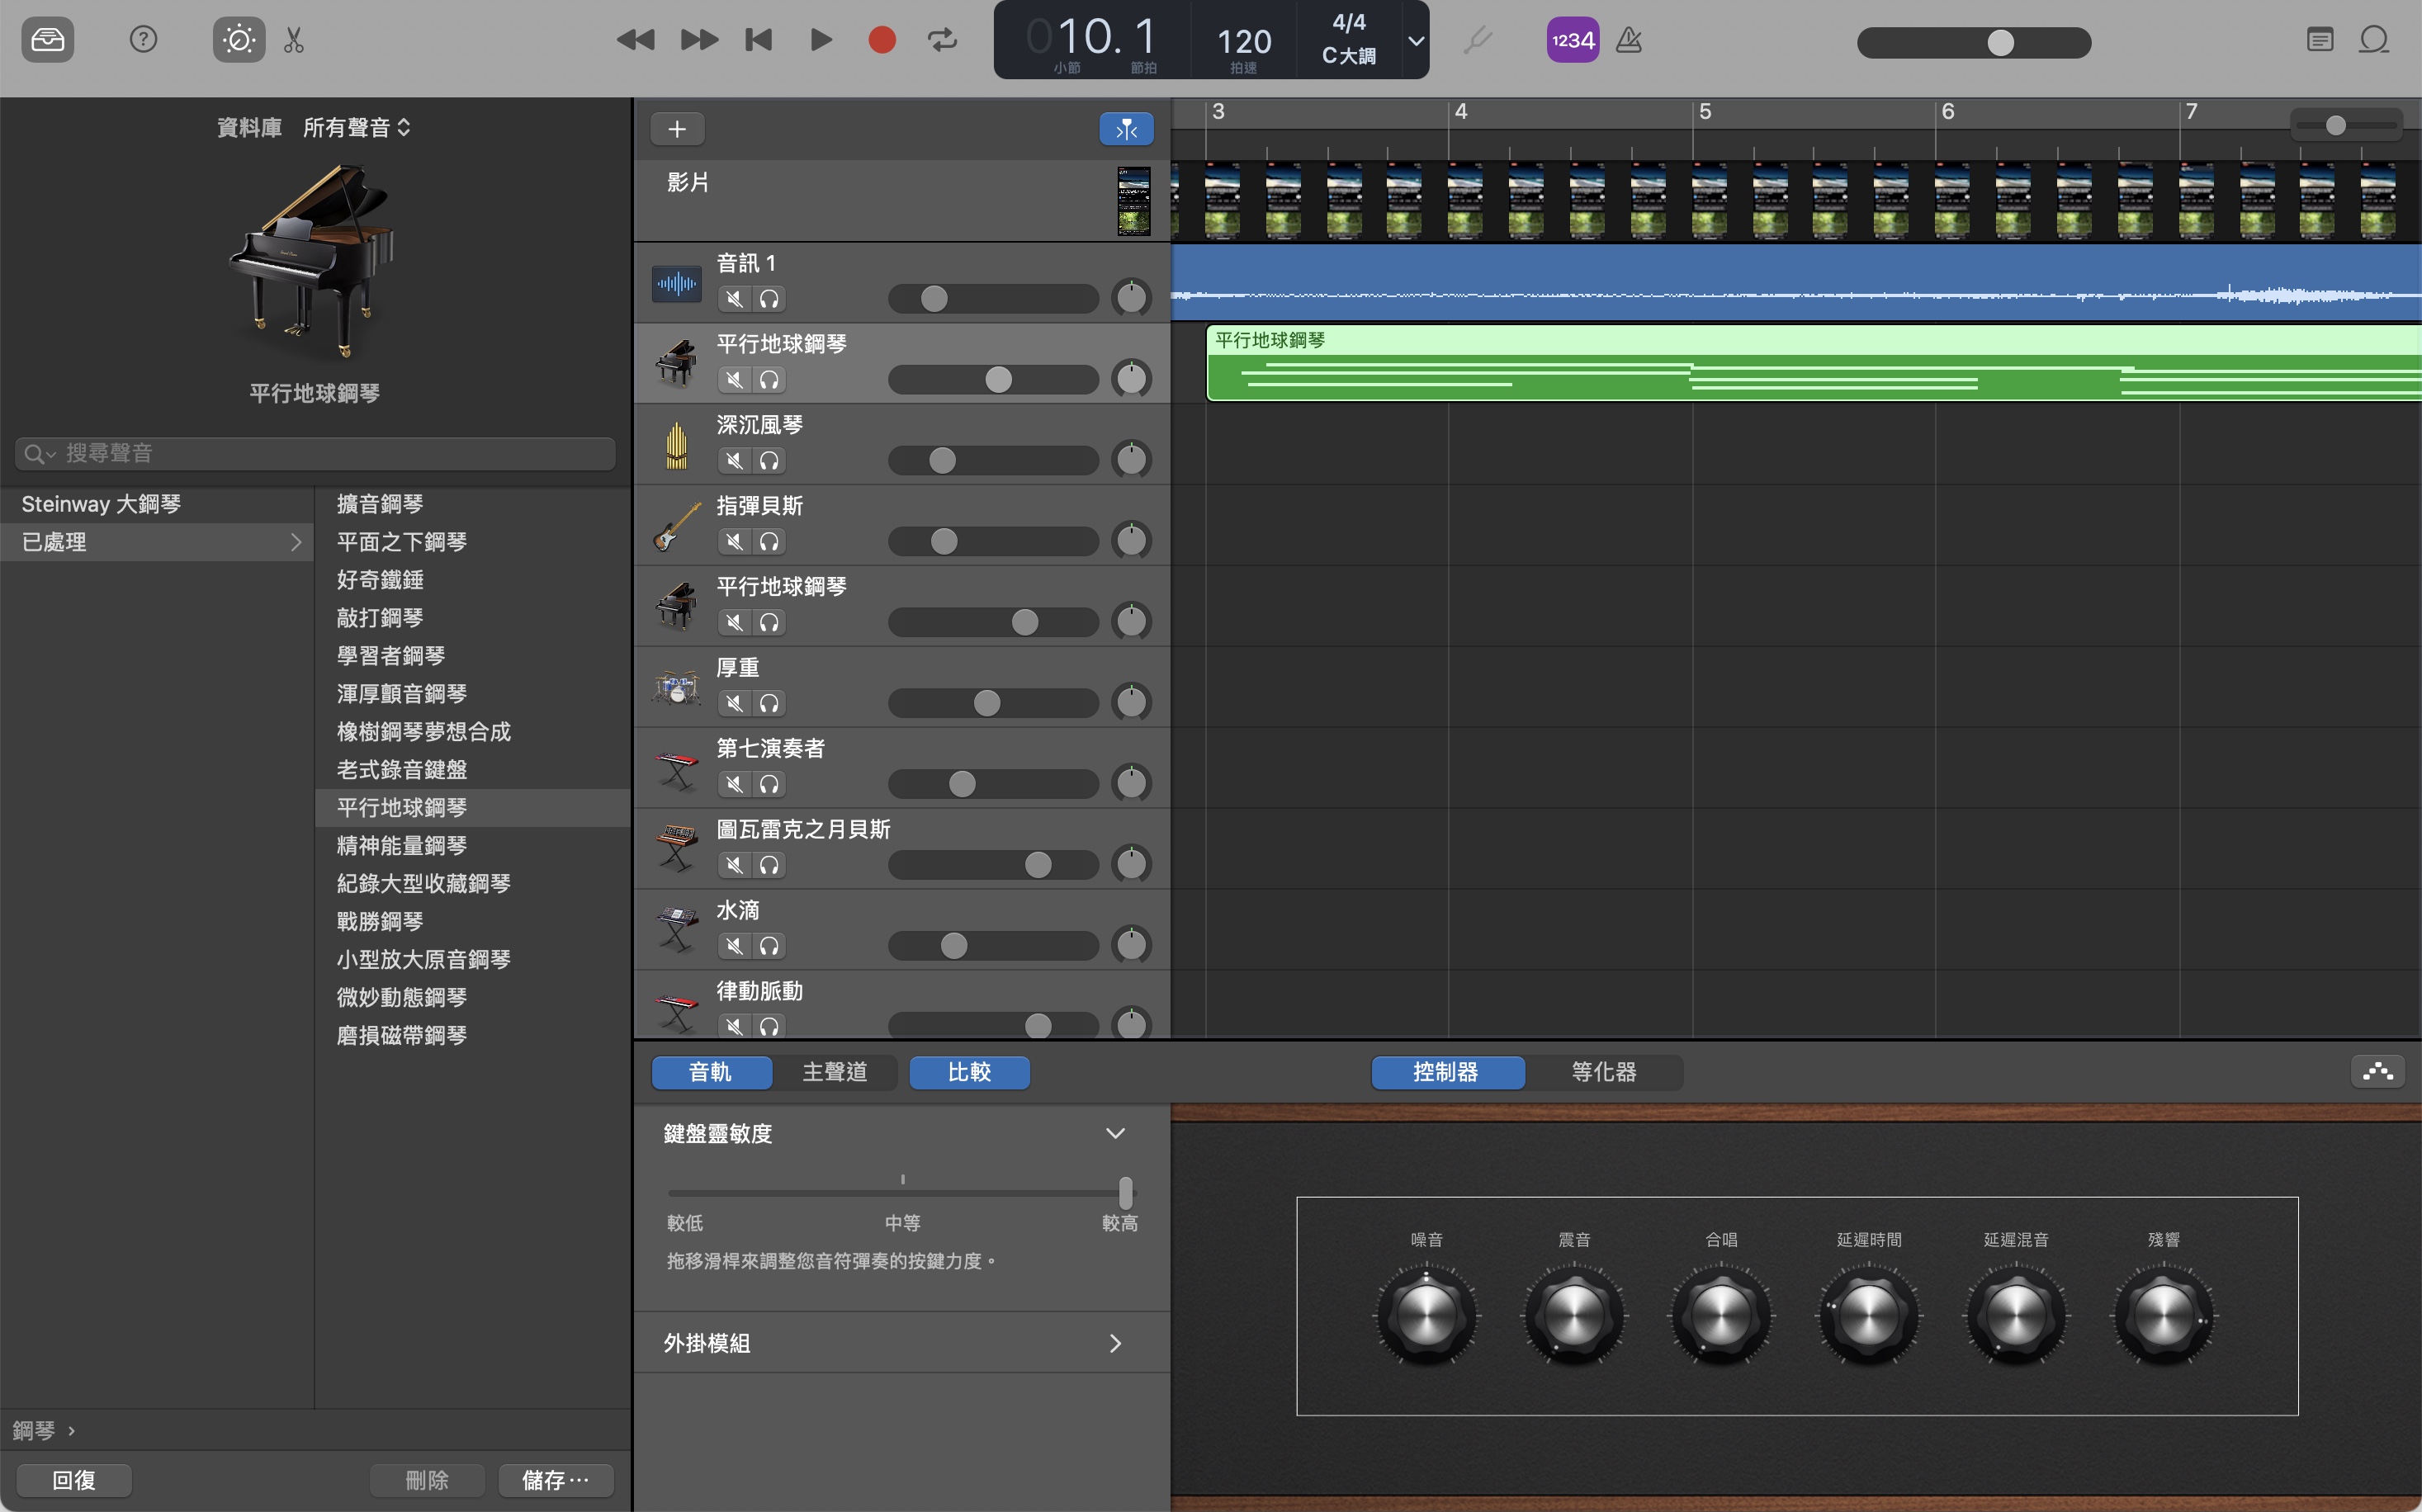 010. 1
小節
節拍
120
拍速
4/4
C大調
1234
資料庫 所有聲音
平行地球鋼琴
搜尋聲音
Steinway 大鋼琴
已處理
擴音鋼琴
平面之下鋼琴
好奇鐵錘
敲打鋼琴
學習者鋼琴
渾厚顫音鋼琴
橡樹鋼琴夢想合成
老式錄音鍵盤
平行地球鋼琴
精神能量鋼琴
紀錄大型收藏鋼琴
戰勝鋼琴
小型放大原音鋼琴
微妙動態鋼琴
磨損磁帶鋼琴
鋼琴 ›
回復
刪除
儲存⋯
3 4 5 6 7
影片
音訊 1
平行地球鋼琴
平行地球鋼琴
深沉風琴
指彈貝斯
平行地球鋼琴
厚重
第七演奏者
圖瓦雷克之月貝斯
水滴
律動脈動
音軌 主聲道 比較
控制器 等化器
鍵盤靈敏度
較低 中等 較高
拖移滑桿來調整您音符彈奏的按鍵力度。
外掛模組
噪音 震音 合唱 延遲時間 延遲混音 殘響